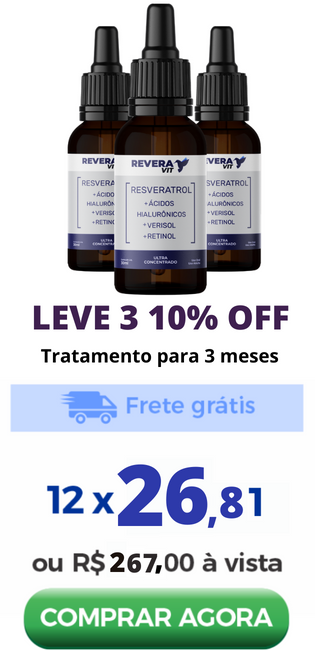 REVERA
VIT
RESVERATROL
+ÁCIDOS
HIALURÔNICOS
+VERISOL
+RETINOL
ULTRA
CONCENTRADO
LEVE 3 10% OFF
Tratamento para 3 meses
Frete grátis
12 x 26,81
ou R$267,00 à vista
COMPRAR AGORA